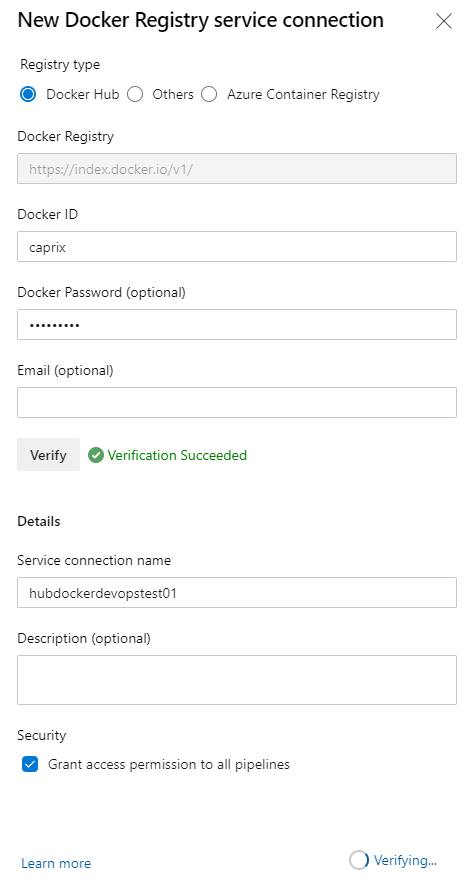 New Docker Registry service connection
Registry type
Docker Hub Others Azure Container Registry
Docker Registry
https://index.docker.io/v1/
Docker ID
caprix
Docker Password (optional)
•••••••••
Email (optional)
Verify Verification Succeeded
Details
Service connection name
hubdockerdevopstest01
Description (optional)
Security
Grant access permission to all pipelines
Learn more Verifying...